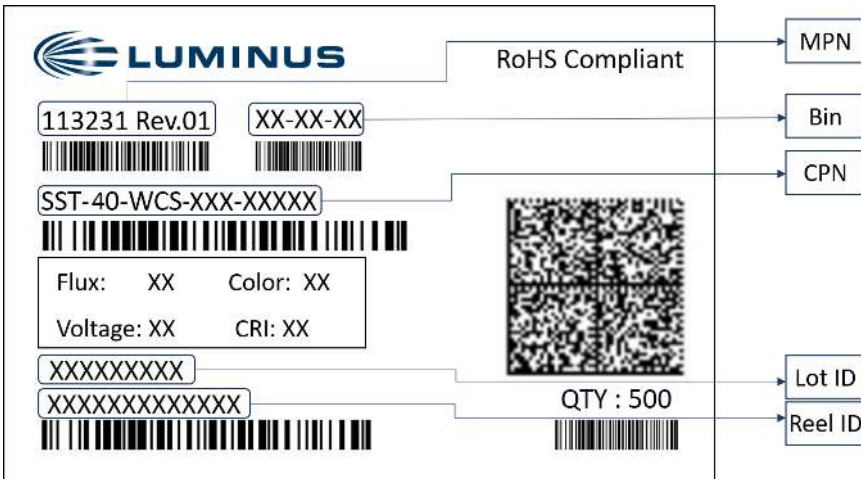 LUMINUS
RoHS Compliant
MPN
113231 Rev.01
XX-XX-XX
Bin
SST-40-WCS-XXX-XXXXX
CPN
Flux: XX Color: XX
Voltage: XX CRI: XX
XXXXXXXXX
Lot ID
XXXXXXXXXXXXX
QTY : 500
Reel ID